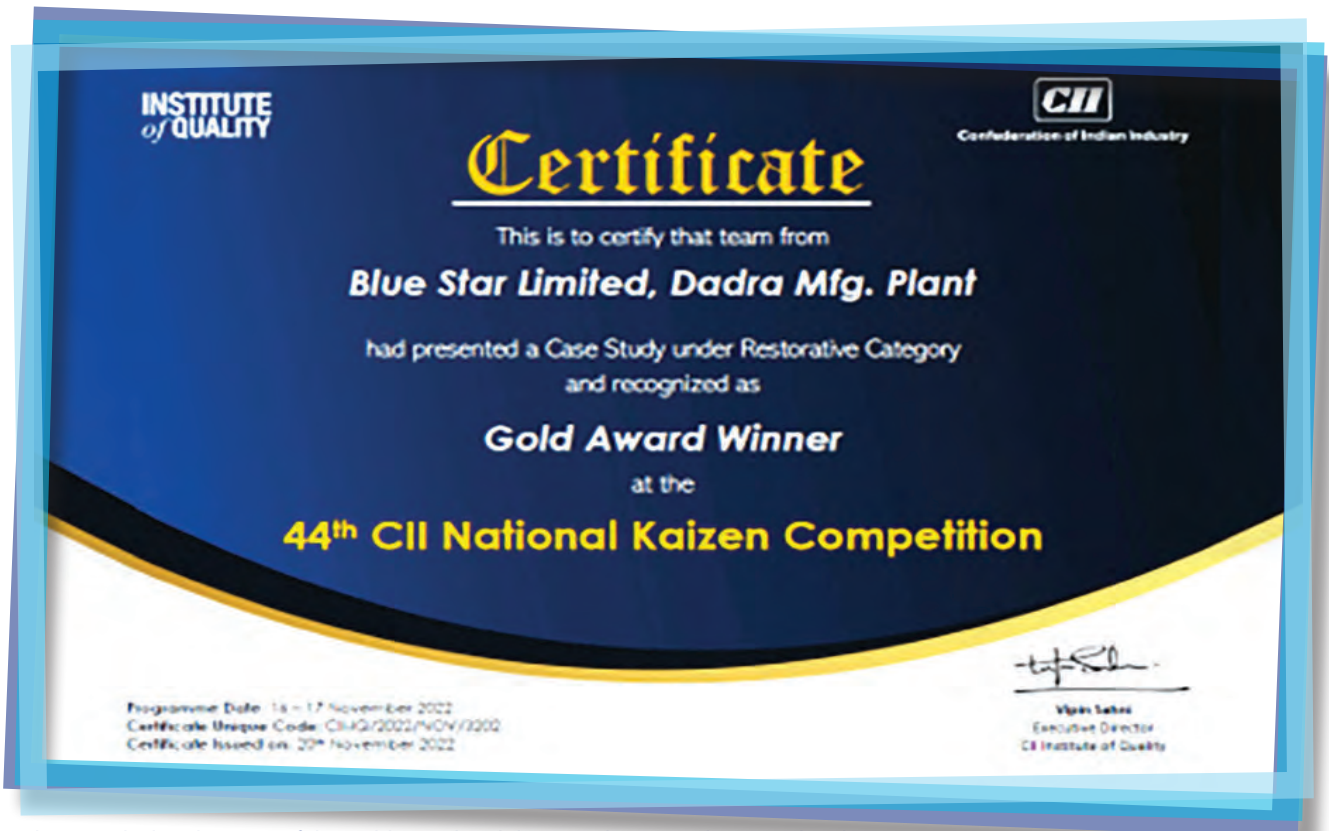 INSTITUTE
of QUALITY
CII
Confederation of Indian Industry
Certificate
This is to certify that team from
Blue Star Limited, Dadra Mfg. Plant
had presented a Case Study under Restorative Category
and recognized as
Gold Award Winner
at the
44th CII National Kaizen Competition
Programme Date: 16 – 17 November 2022
Certificate Unique Code:
Certificate Issued on: November 2022
Vipin Sahni
Executive Director
CII Institute of Quality